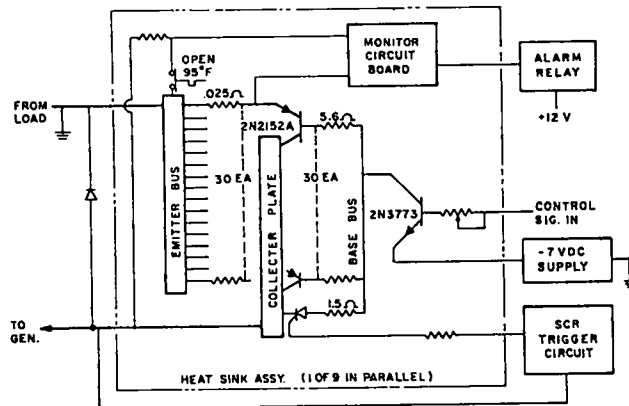 OPEN
95°F
MONITOR
CIRCUIT
BOARD
ALARM
RELAY
+12 V
FROM
LOAD
.025Ω
2N2152A
5.6Ω
EMITTER BUS
30 EA
COLLECTER PLATE
30 EA
BASE BUS
2N3773
CONTROL
SIG. IN
-7 VDC
SUPPLY
1.5Ω
TO
GEN.
SCR
TRIGGER
CIRCUIT
HEAT SINK ASSY. (1 OF 9 IN PARALLEL)